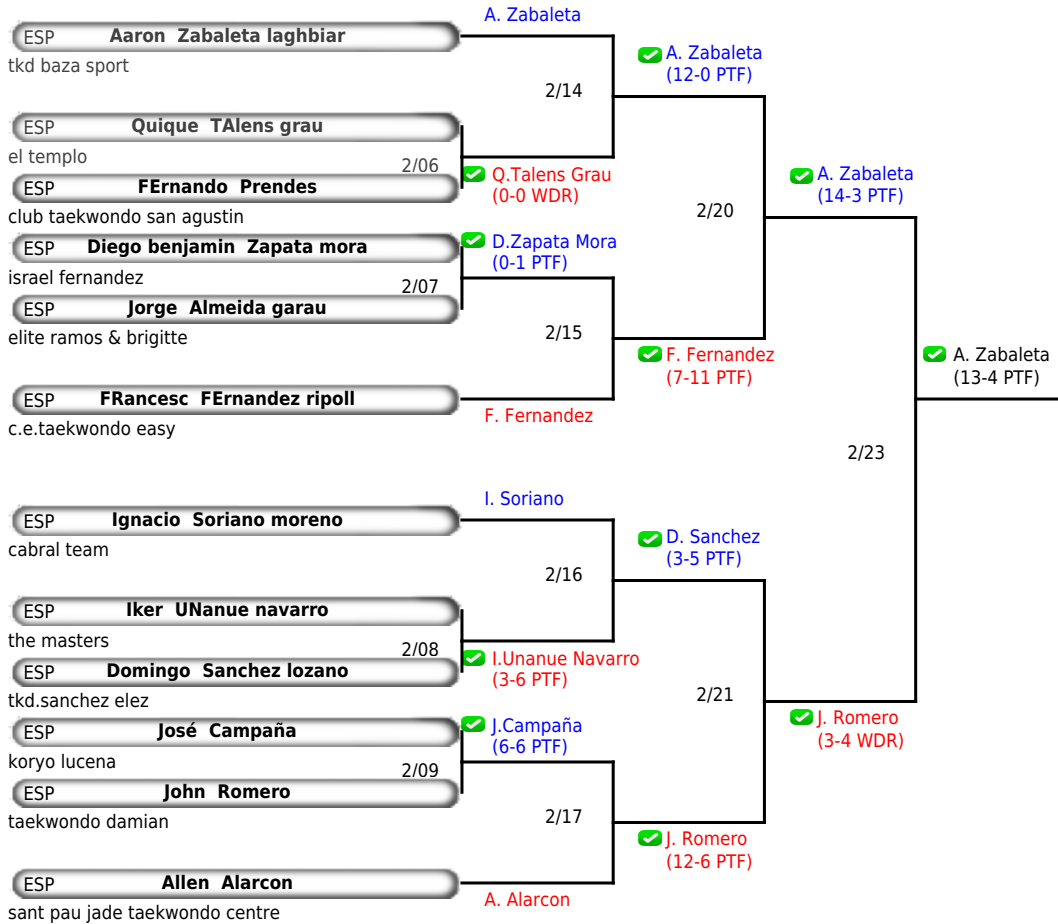 A. Zabaleta
ESP Aaron Zabaleta laghbiar
tkd baza sport
2/14
A. Zabaleta
(12-0 PTF)
ESP Quique TAlens grau
el templo
2/06
ESP FErnando Prendes
club taekwondo san agustin
Q.Talens Grau
(0-0 WDR)
A. Zabaleta
(14-3 PTF)
2/20
ESP Diego benjamin Zapata mora
israel fernandez
D.Zapata Mora
(0-1 PTF)
2/07
ESP Jorge Almeida garau
elite ramos & brigitte
2/15
F. Fernandez
(7-11 PTF)
A. Zabaleta
(13-4 PTF)
ESP FRancesc FErnandez ripoll
c.e.taekwondo easy
F. Fernandez
2/23
I. Soriano
ESP Ignacio Soriano moreno
cabral team
D. Sanchez
(3-5 PTF)
2/16
ESP Iker UNanue navarro
the masters
2/08
ESP Domingo Sanchez lozano
tkd.sanchez elez
I.Unanue Navarro
(3-6 PTF)
2/21
ESP José Campaña
koryo lucena
J.Campaña
(6-6 PTF)
J. Romero
(3-4 WDR)
2/09
ESP John Romero
taekwondo damian
2/17
J. Romero
(12-6 PTF)
ESP Allen Alarcon
sant pau jade taekwondo centre
A. Alarcon